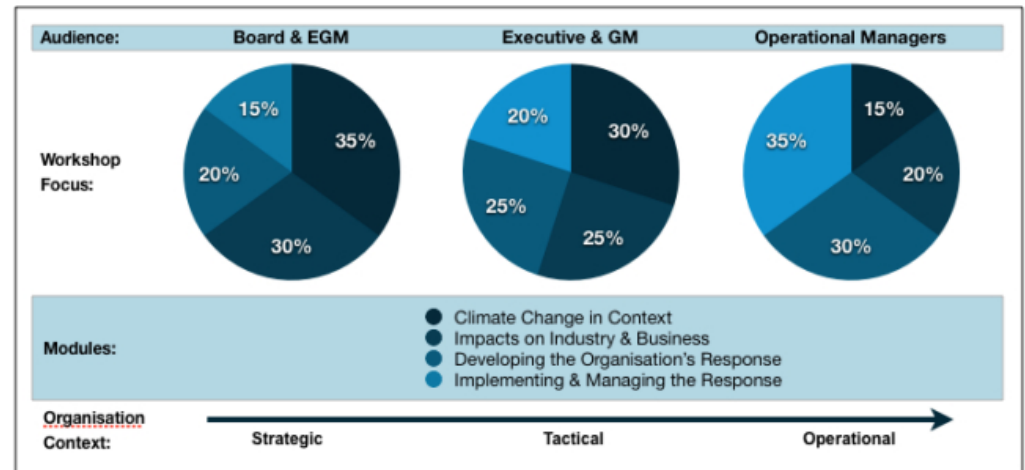 Audience: Board & EGM Executive & GM Operational Managers
15% 35% 20% 30%
20% 30% 25% 25%
35% 15% 20% 30%
Workshop
Focus:
Modules:
Climate Change in Context
Impacts on Industry & Business
Developing the Organisation's Response
Implementing & Managing the Response
Organisation
Context:
Strategic Tactical Operational